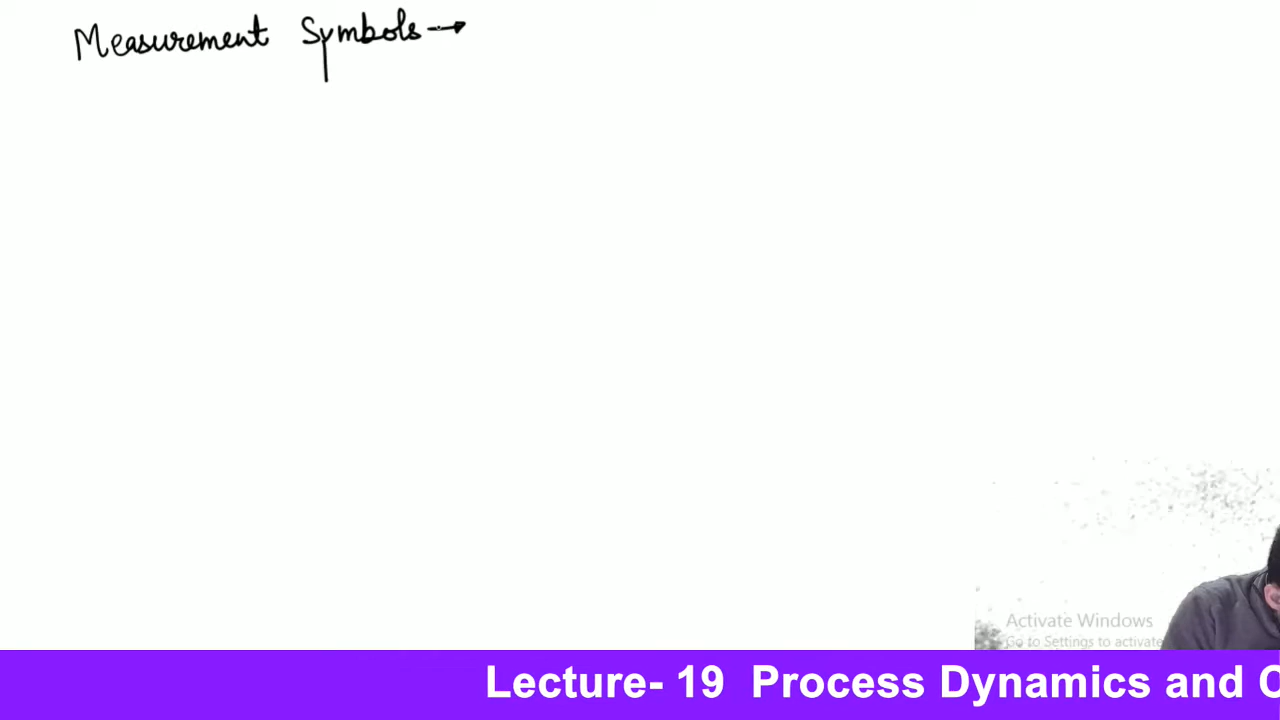 Measurement Symbols→
Activate Windows
Go to Settings to activate
Lecture- 19 Process Dynamics and C